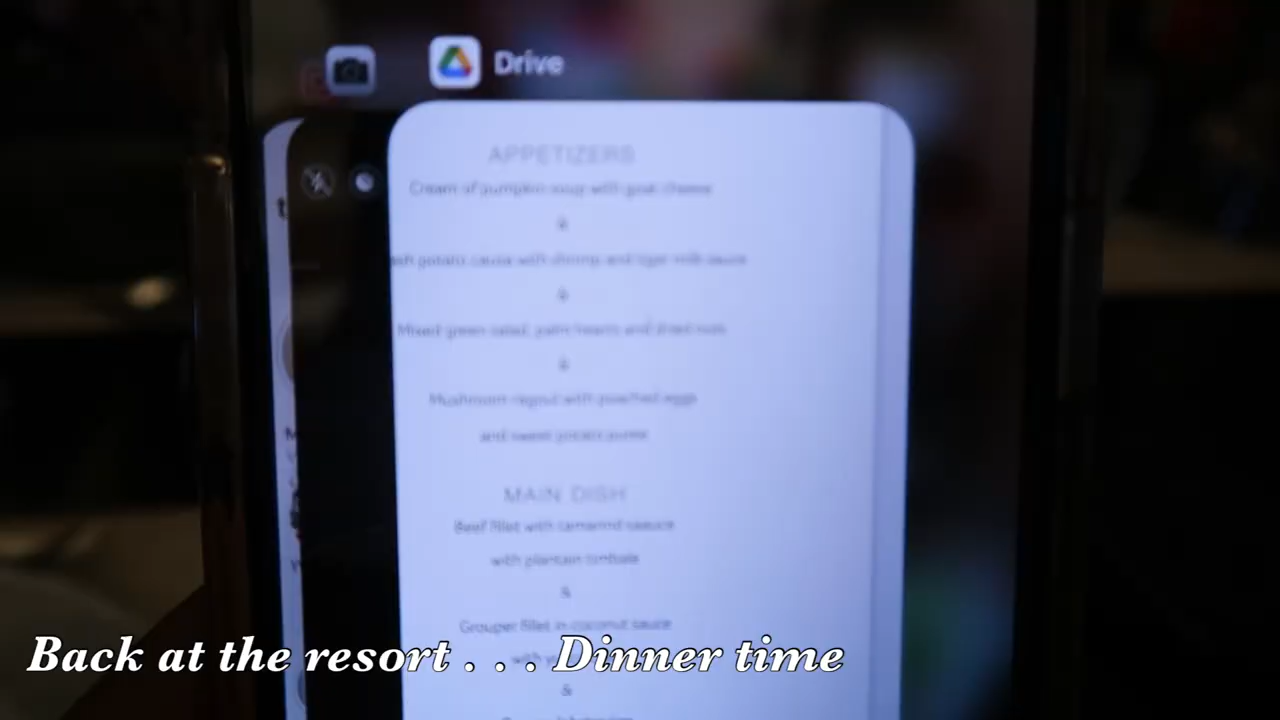 Drive
APPETIZERS
Cream of pumpkin soup with goat cheese
&
potato causa with shrimp and tiger milk sauce
&
Mixed green salad, palm hearts and dried nuts
&
Mushroom ragout with poached eggs
and sweet potato puree
MAIN DISH
Beef fillet with tamarind saauce
with plantain timbale
&
Grouper fillet in coconut sauce
with
&
Back at the resort . . . Dinner time